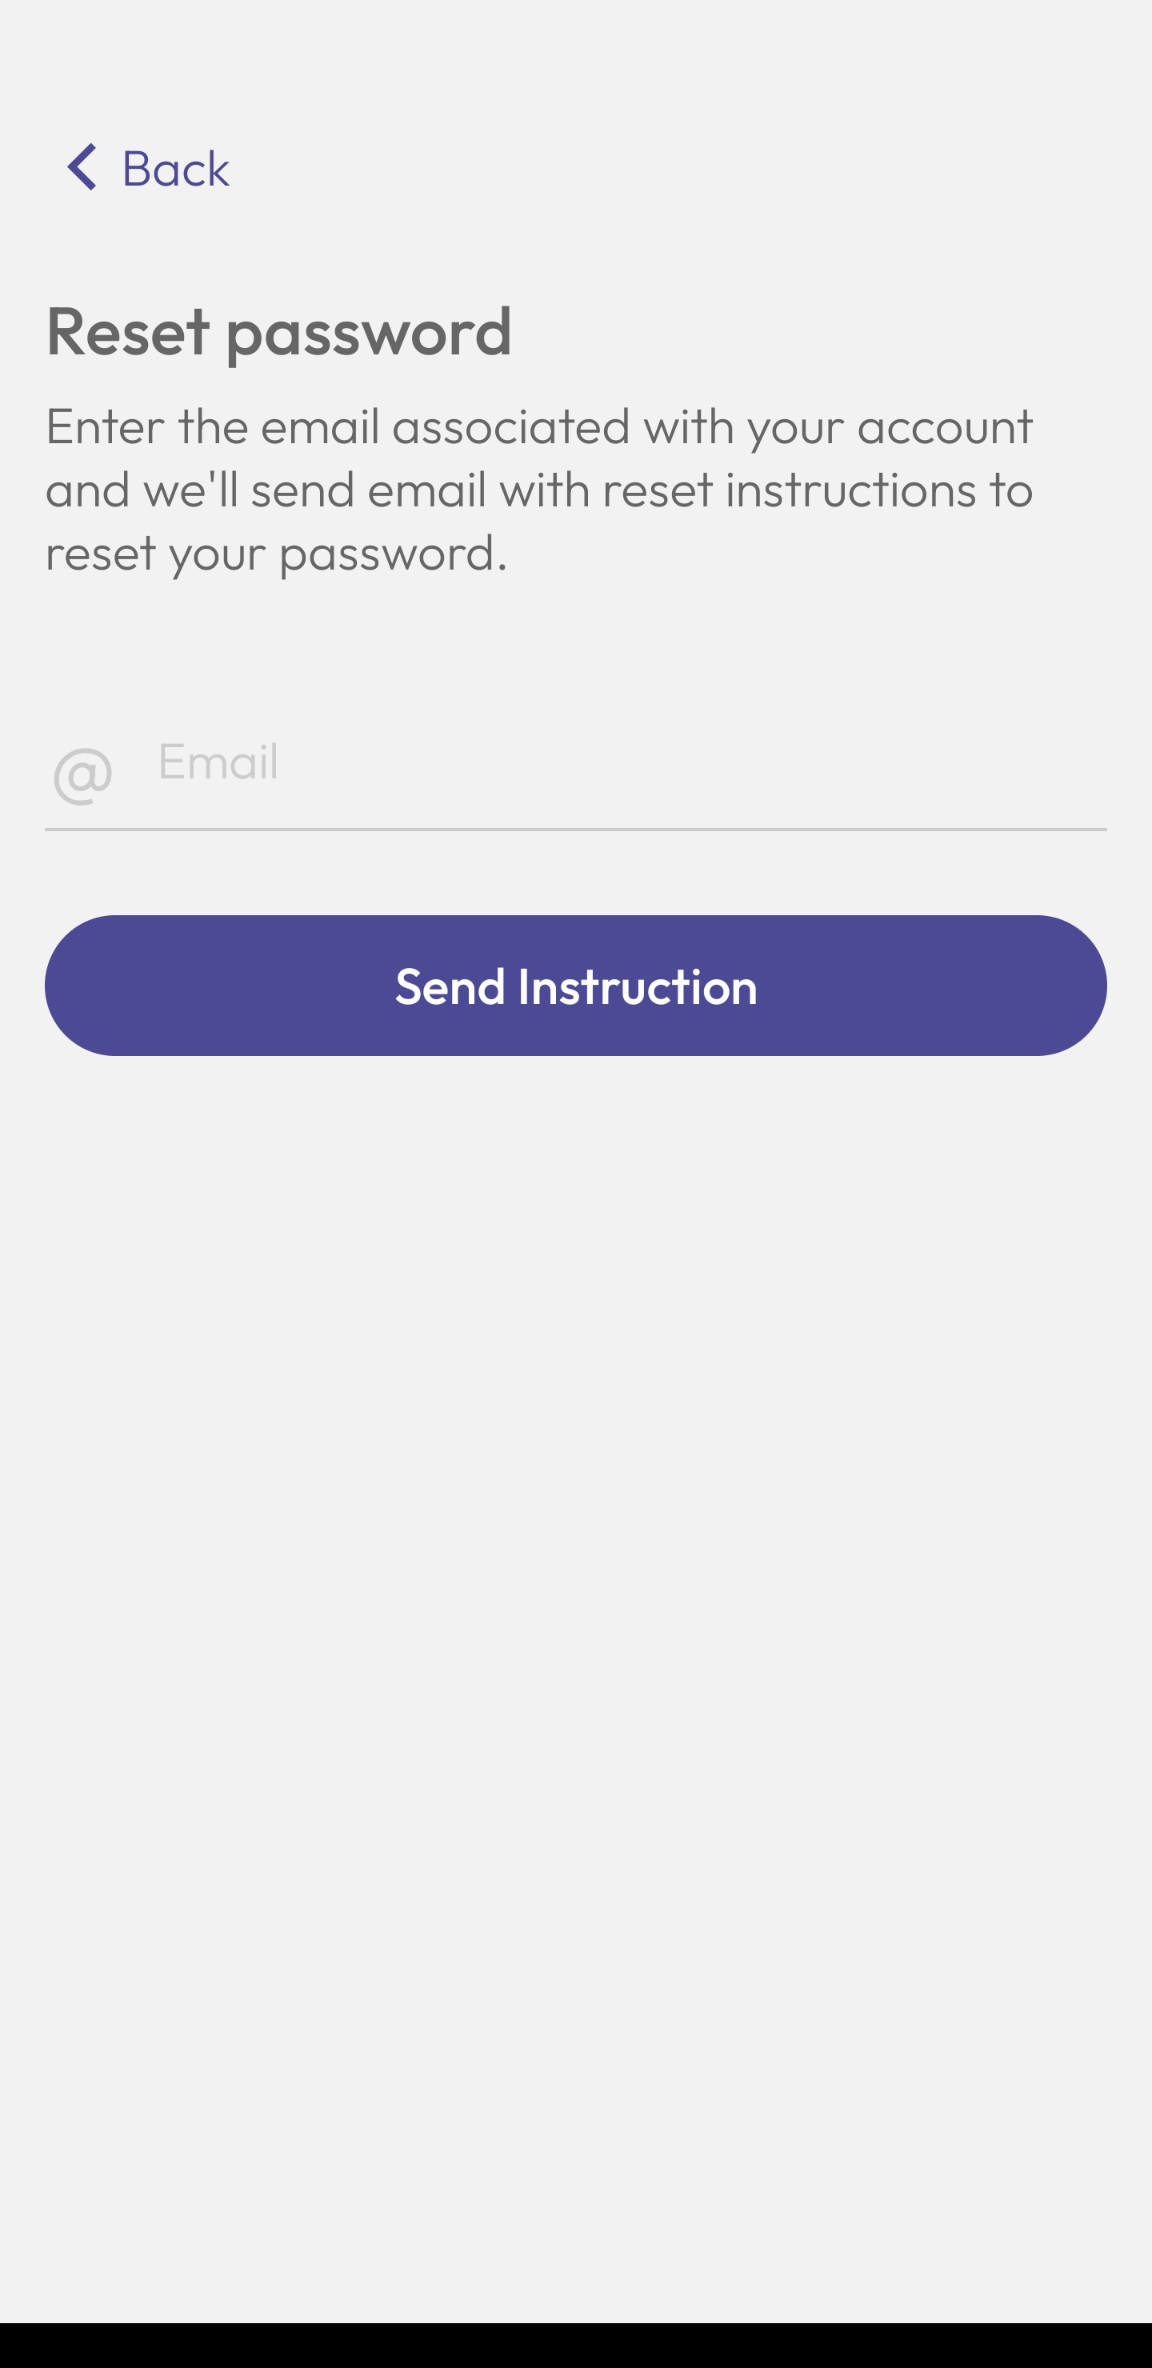 Back
Reset password
Enter the email associated with your account
and we'll send email with reset instructions to
reset your password.
@ Email
Send Instruction